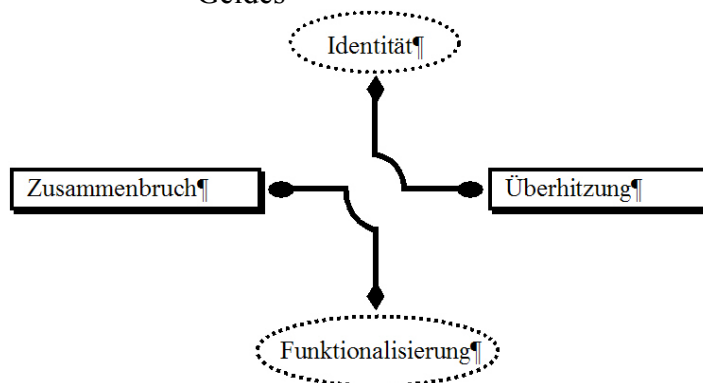 Geldes
Identität¶
Zusammenbruch¶
Überhitzung¶
Funktionalisierung¶